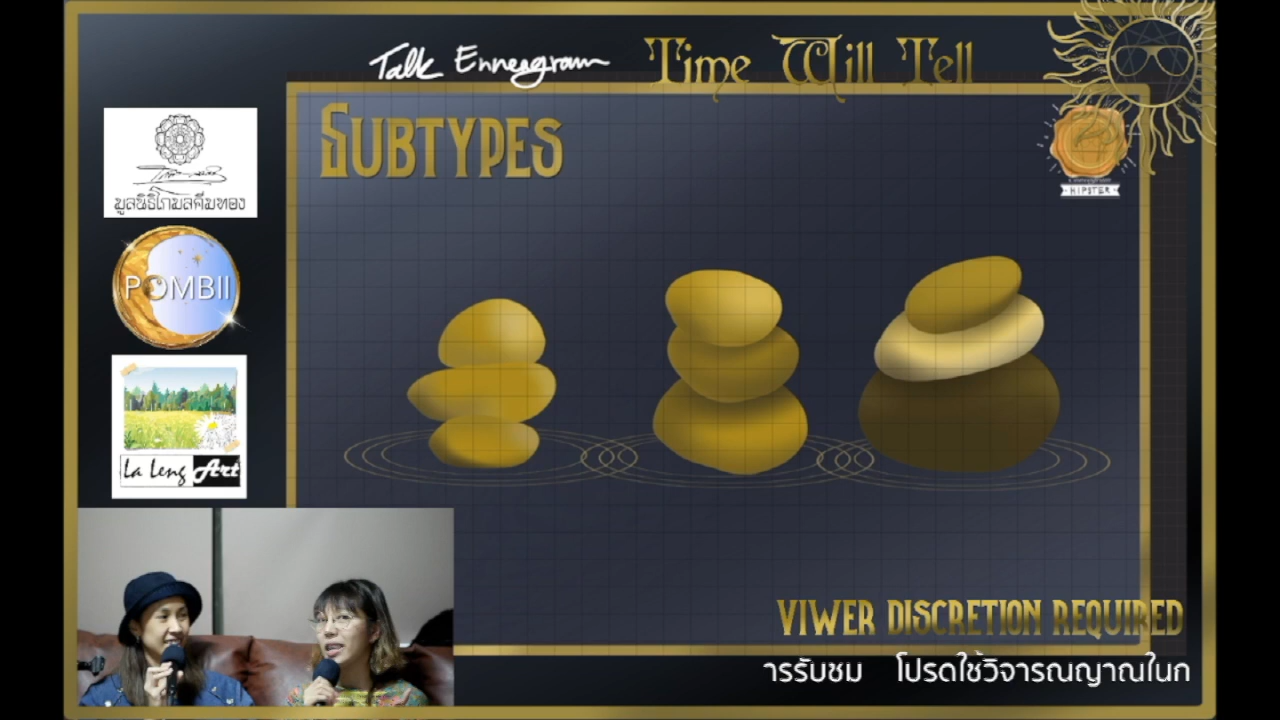 Talk Enneagram Time Will Tell
SUBTYPES
HIPSTER
มูลนิธิโกมลคีมทอง
POMBII
La Leng Art
VIWER DISCRETION REQUIRED
ารรับชม โปรดใช้วิจารณญาณในก